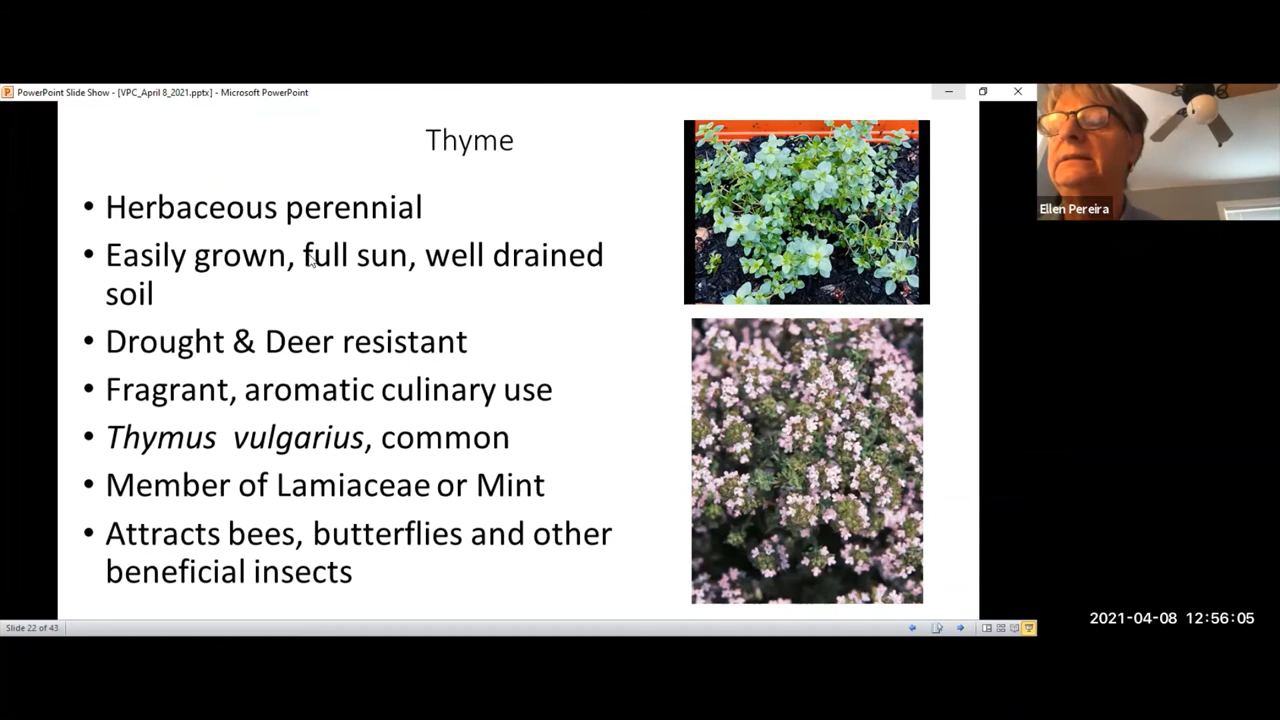 PowerPoint Slide Show - [VPC_April 8_2021.pptx] - Microsoft PowerPoint
Thyme
• Herbaceous perennial
• Easily grown, full sun, well drained
soil
• Drought & Deer resistant
• Fragrant, aromatic culinary use
• Thymus vulgarius, common
• Member of Lamiaceae or Mint
• Attracts bees, butterflies and other
beneficial insects
Ellen Pereira
Slide 22 of 43
2021-04-08 12:56:05